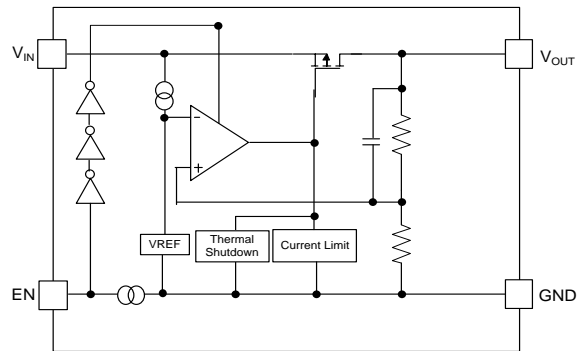 VIN
VOUT
−
+
VREF
Thermal
Shutdown
Current Limit
EN
GND